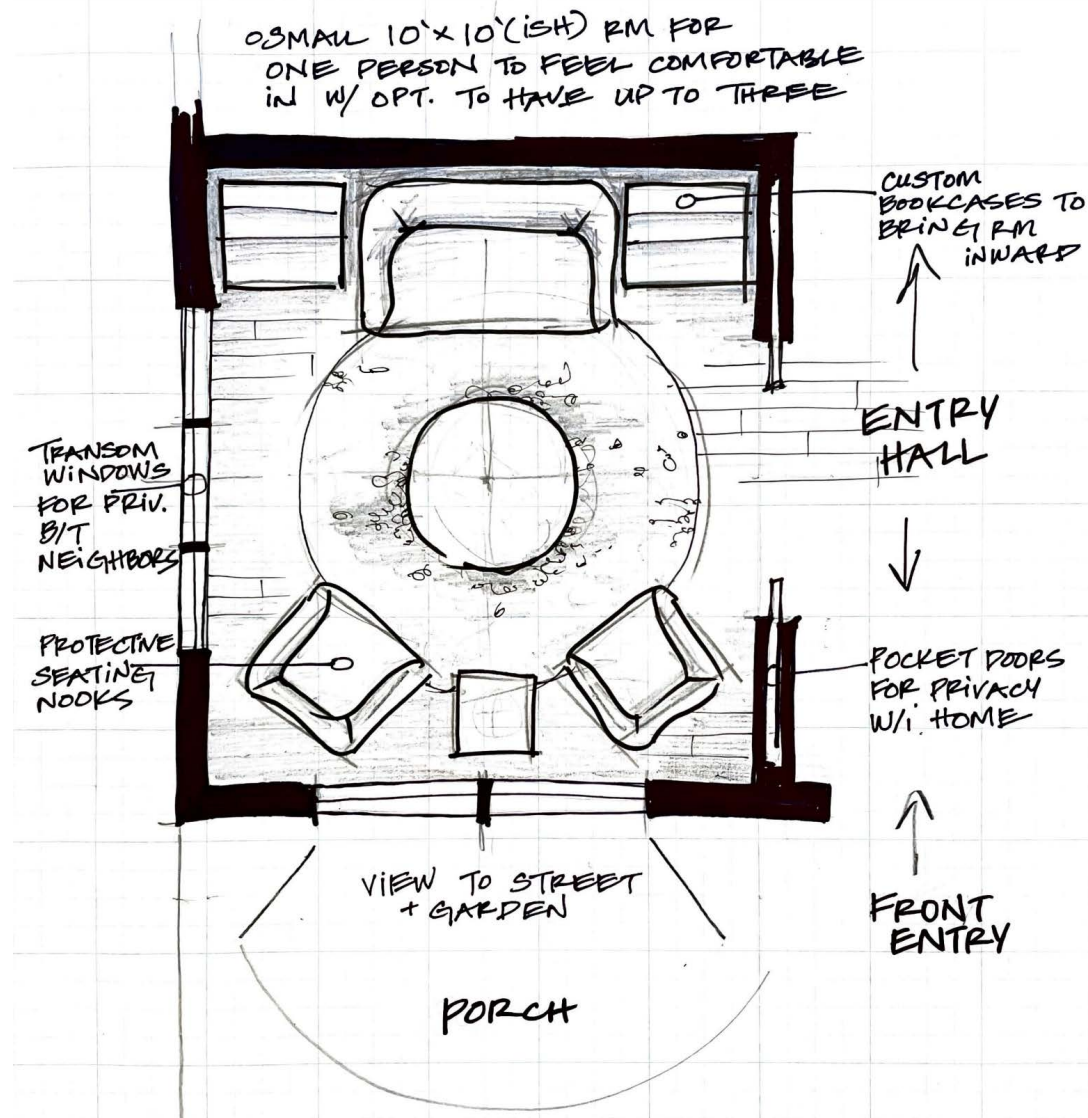 ○SMALL 10'x10'(iSH) RM FOR
ONE PERSON TO FEEL COMFORTABLE
iN W/ OPT. TO HAVE UP TO THREE
CUSTOM
BOOKCASES TO
BRiNG RM
iNWARD
ENTRY
HALL
TRANSOM
WiNDOWS
FOR PRiV.
B/T
NEiGHBORS
PROTECTIVE
SEATiNG
NOOKS
POCKET DOORS
FOR PRiVACY
W/i. HOME
ViEW TO STREET
+ GARDEN
FRONT
ENTRY
PORCH